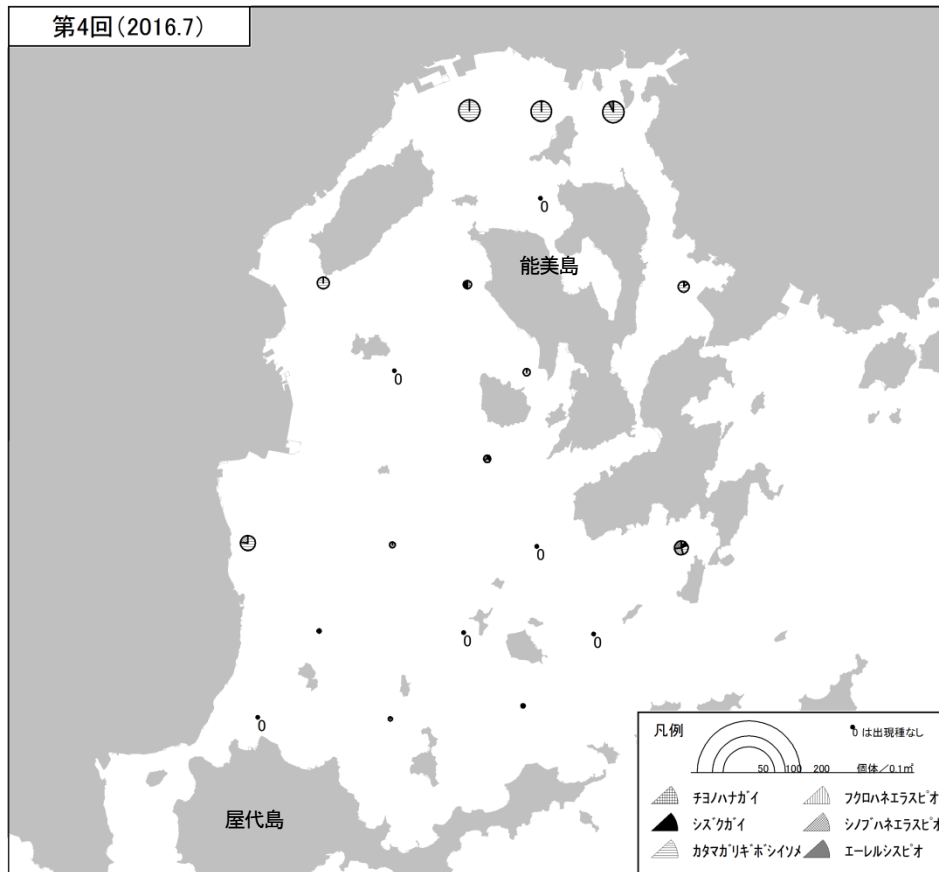 第4回（2016.7）
0
能美島
0
0
0
0
0
屋代島
凡例
0 は出現種なし
50 100 200 個体／0.1㎡
チヨノハナガイ フクロハネエラスピオ
シズクガイ シノブハネエラスピオ
カタマガリギボシイソメ エーレルシスピオ